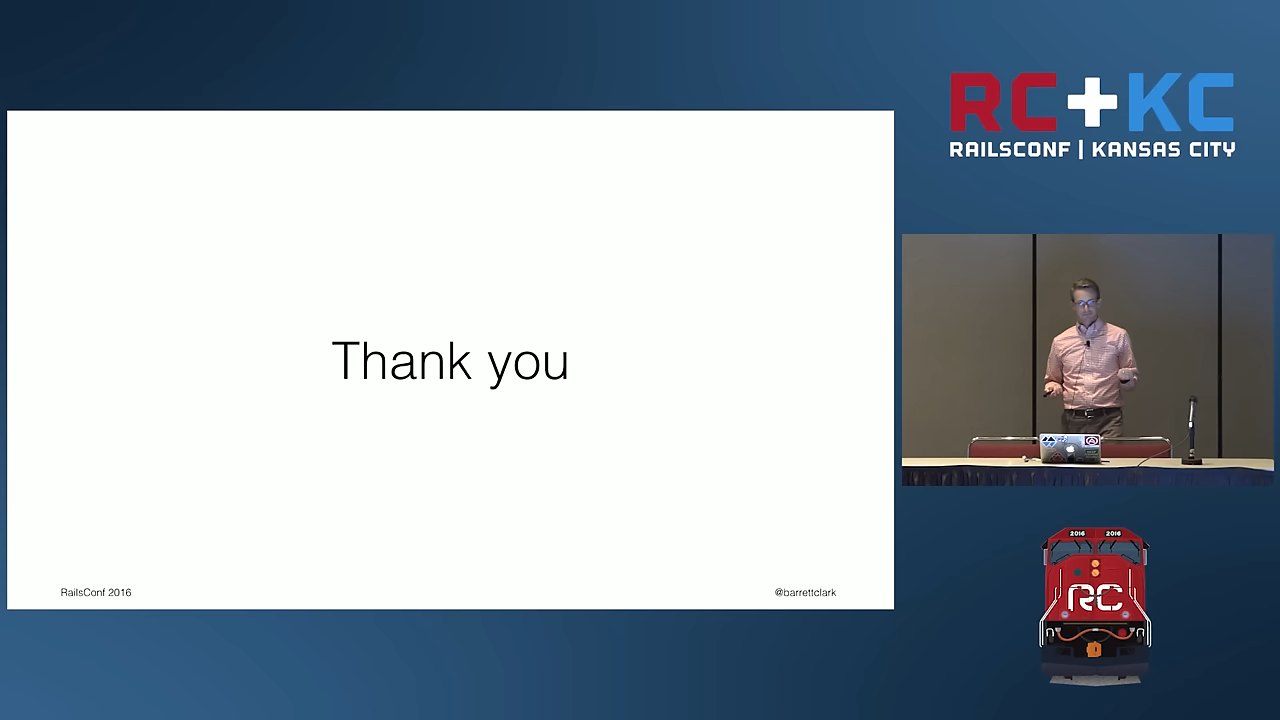 Thank you
RailsConf 2016
@barrettclark
RC+KC
RAILSCONF | KANSAS CITY
2016 2016
RC